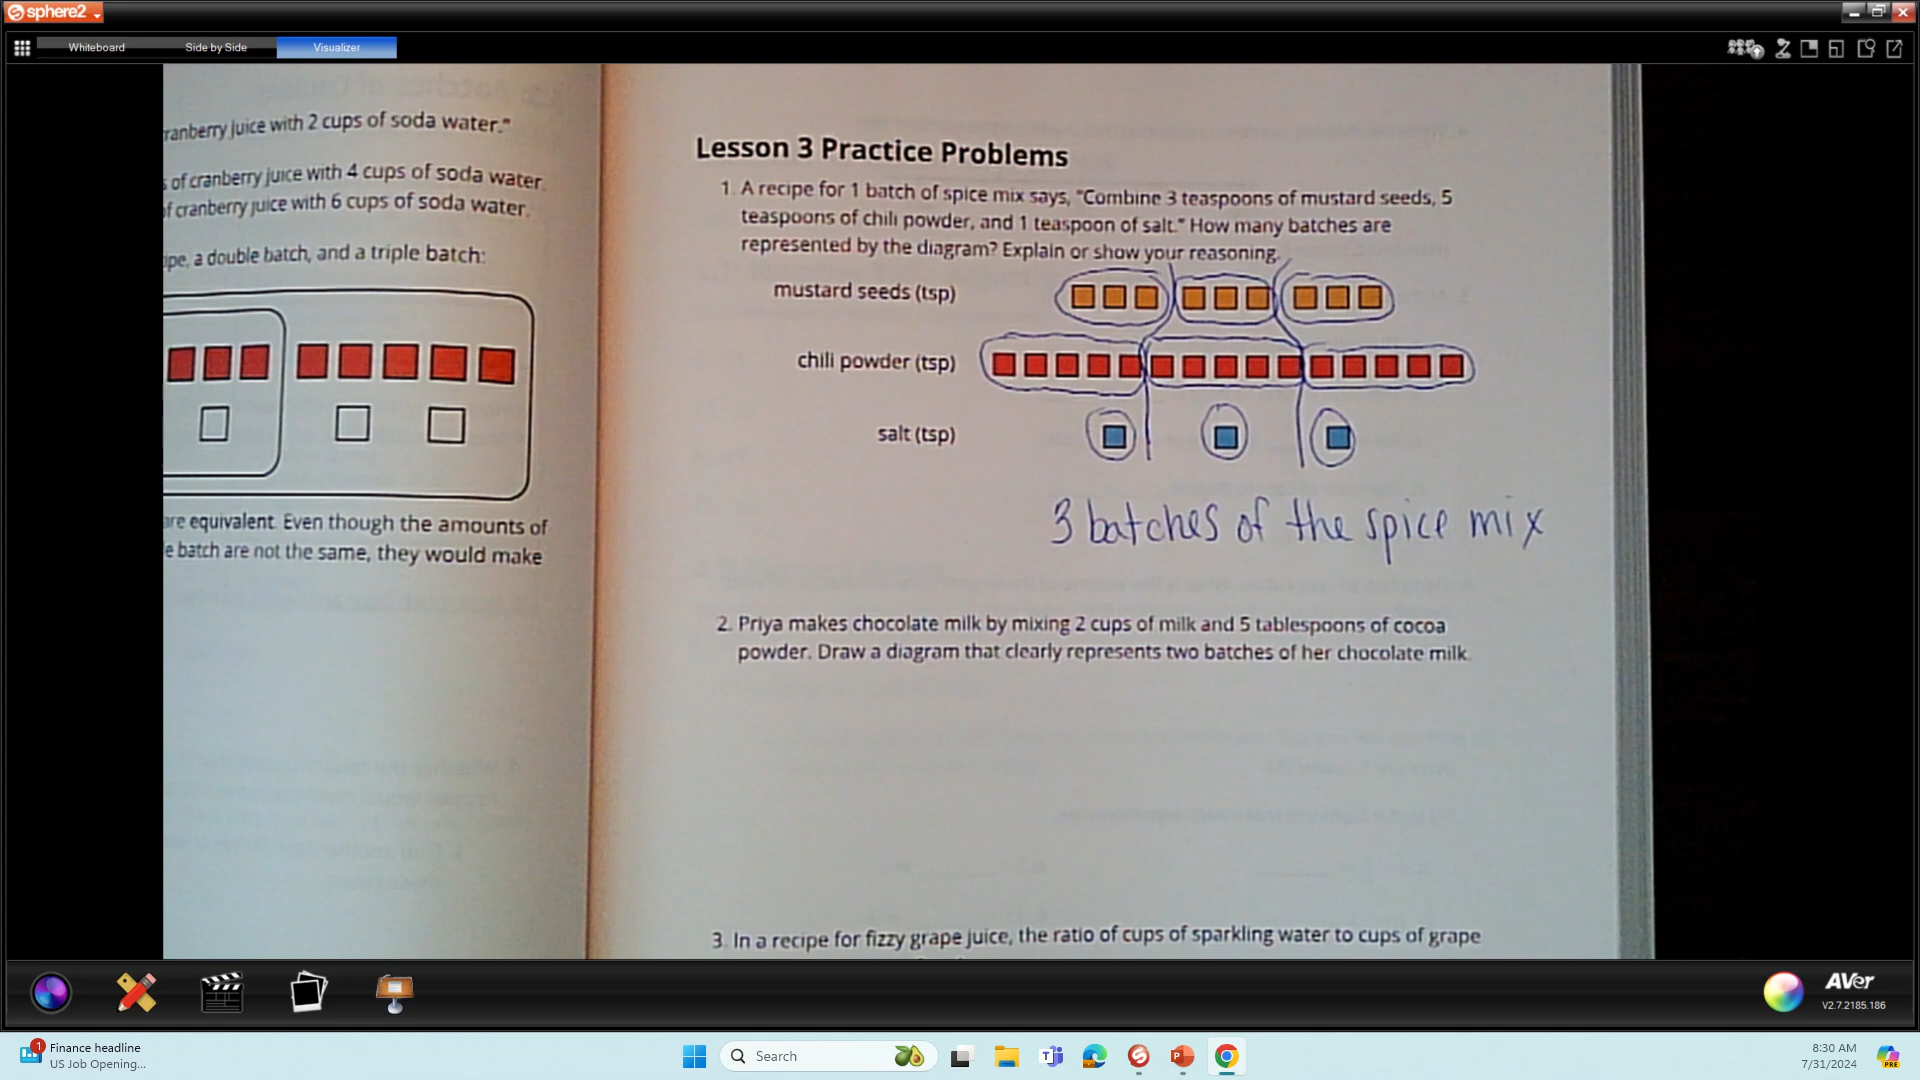 sphere2
Whiteboard
Side by Side
Visualizer
cranberry juice with 2 cups of soda water."
of cranberry juice with 4 cups of soda water.
of cranberry juice with 6 cups of soda water.
a double batch, and a triple batch:
are equivalent. Even though the amounts of
batch are not the same, they would make
Lesson 3 Practice Problems
1. A recipe for 1 batch of spice mix says, "Combine 3 teaspoons of mustard seeds, 5
teaspoons of chili powder, and 1 teaspoon of salt." How many batches are
represented by the diagram? Explain or show your reasoning.
mustard seeds (tsp)
chili powder (tsp)
salt (tsp)
3 batches of the spice mix
2. Priya makes chocolate milk by mixing 2 cups of milk and 5 tablespoons of cocoa
powder. Draw a diagram that clearly represents two batches of her chocolate milk.
3. In a recipe for fizzy grape juice, the ratio of cups of sparkling water to cups of grape
AVer
V2.7.2185.186
1
Finance headline
US Job Opening...
Search
8:30 AM
7/31/2024
PRE